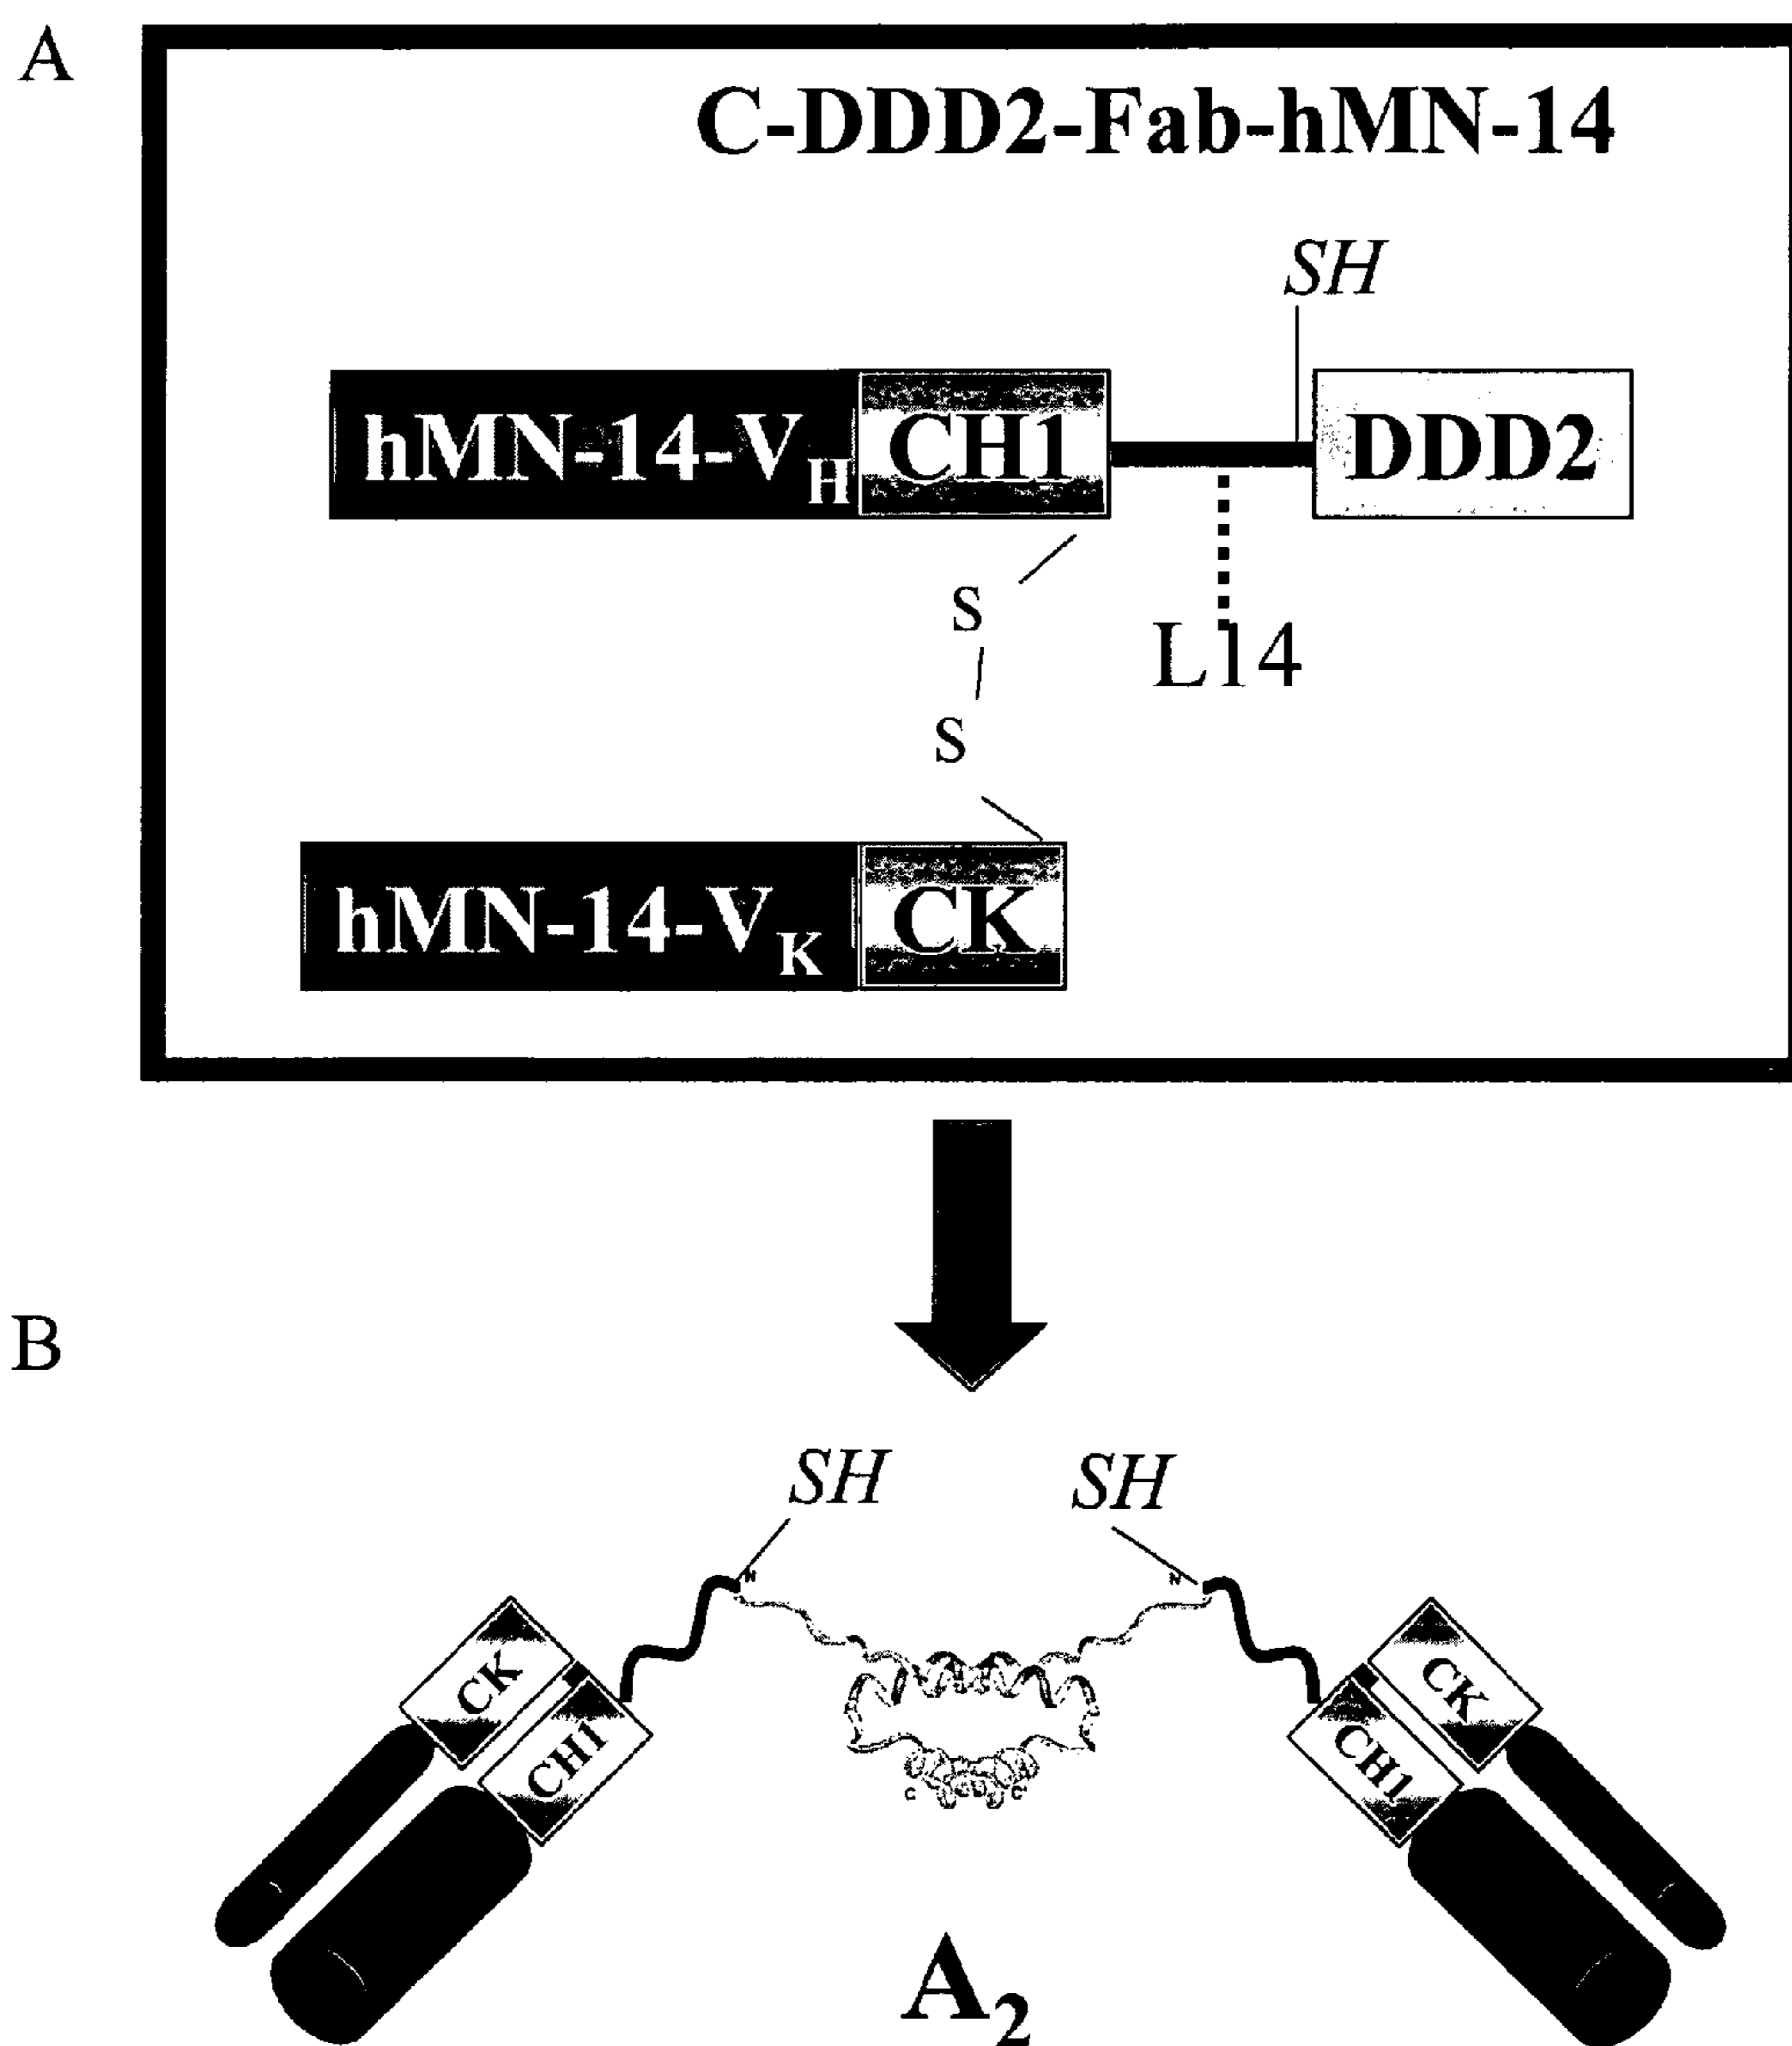 A
C-DDD2-Fab-hMN-14
SH
hMN-14-VH CH1 DDD2
S
L14
S
hMN-14-VK CK
B
SH SH
N N
CK CK
CH1 CH1
C C'
A2